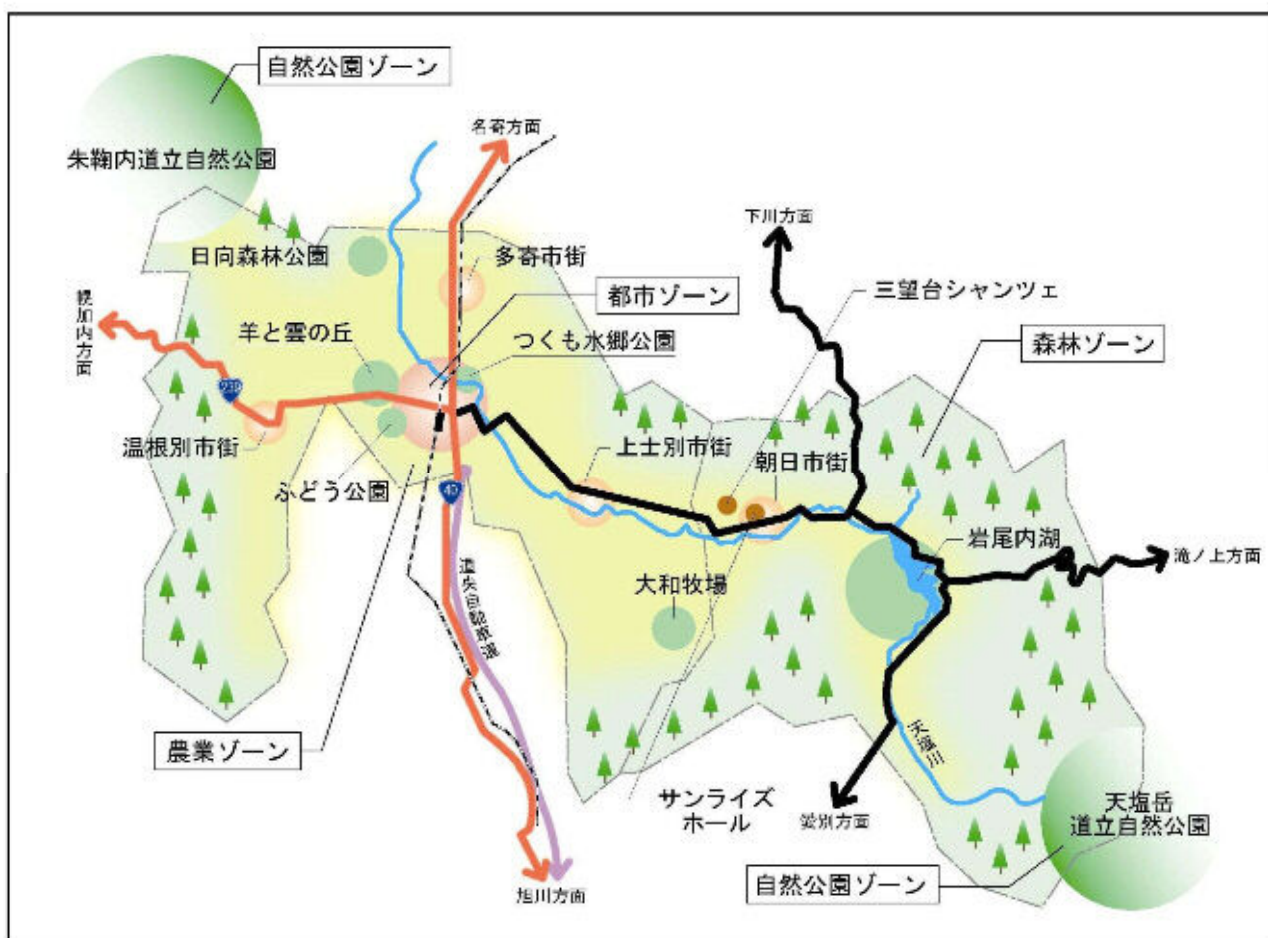 自然公園ゾーン
名寄方面
朱鞠内道立自然公園
下川方面
日向森林公園
多寄市街
三望台シャンツェ
都市ゾーン
幌加内方面
羊と雲の丘
つくも水郷公園
森林ゾーン
239
温根別市街
上士別市街
朝日市街
ふどう公園
40
岩尾内湖
滝ノ上方面
大和牧場
道央自動車道
農業ゾーン
天塩川
サンライズ
ホール
愛別方面
天塩岳
道立自然公園
自然公園ゾーン
旭川方面